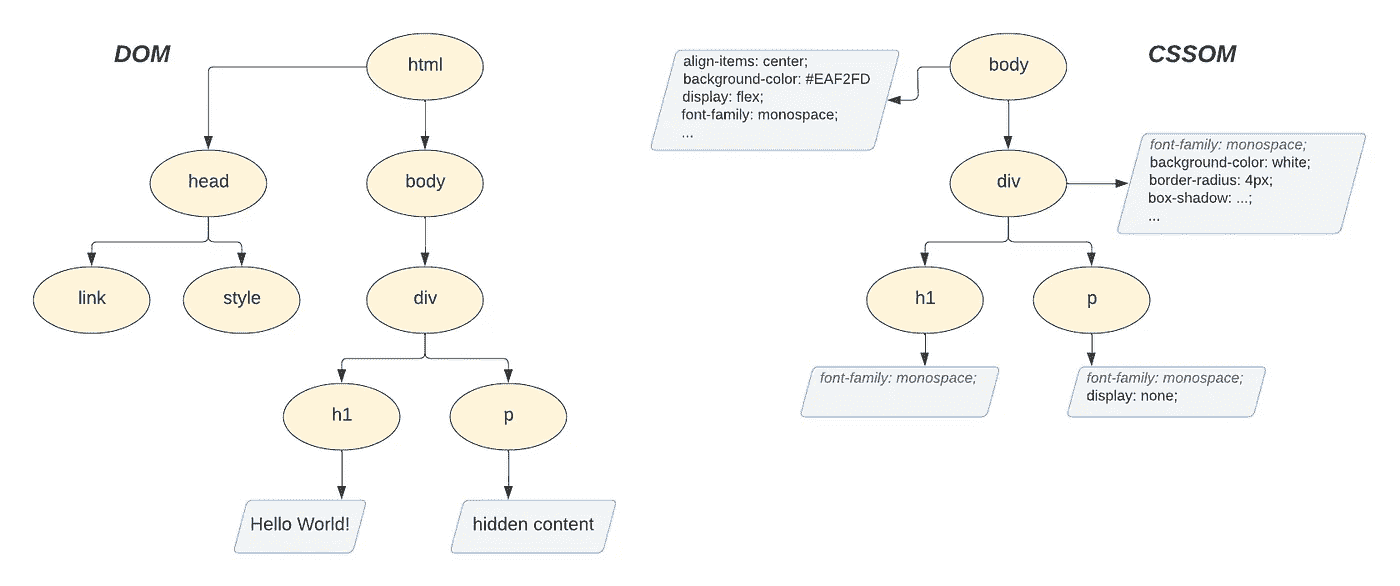 DOM
html
head
body
link
style
div
h1
p
Hello World!
hidden content
CSSOM
body
align-items: center;
background-color: #EAF2FD
display: flex;
font-family: monospace;
...
div
font-family: monospace;
background-color: white;
border-radius: 4px;
box-shadow: ...;
...
h1
p
font-family: monospace;
font-family: monospace;
display: none;